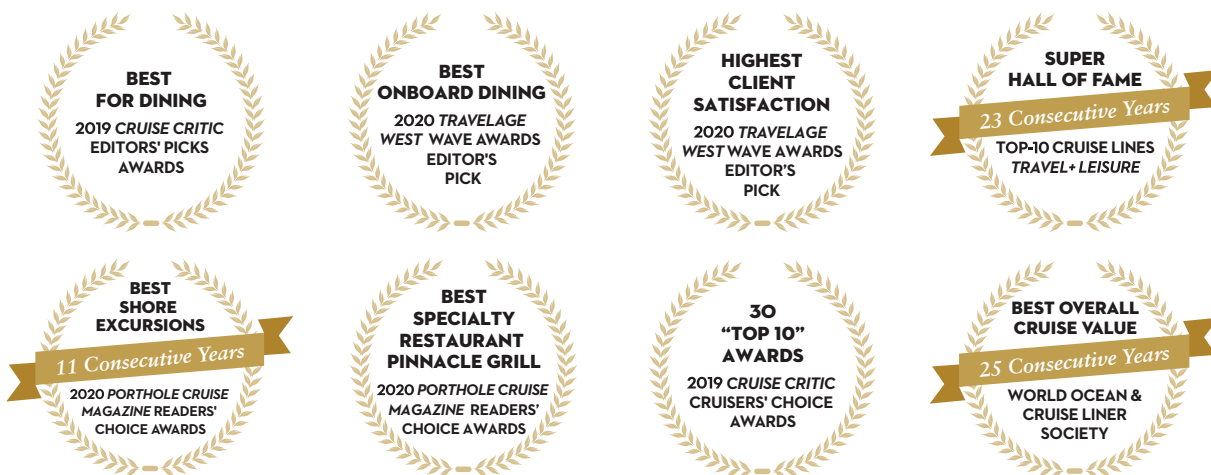 BEST
FOR DINING
2019 CRUISE CRITIC
EDITORS' PICKS
AWARDS
BEST
ONBOARD DINING
2020 TRAVELAGE
WEST WAVE AWARDS
EDITOR'S
PICK
HIGHEST
CLIENT
SATISFACTION
2020 TRAVELAGE
WEST WAVE AWARDS
EDITOR'S
PICK
SUPER
HALL OF FAME
23 Consecutive Years
TOP-10 CRUISE LINES
TRAVEL+ LEISURE
BEST
SHORE
EXCURSIONS
11 Consecutive Years
2020 PORTHOLE CRUISE
MAGAZINE READERS'
CHOICE AWARDS
BEST
SPECIALTY
RESTAURANT
PINNACLE GRILL
2020 PORTHOLE CRUISE
MAGAZINE READERS'
CHOICE AWARDS
30
“TOP 10”
AWARDS
2019 CRUISE CRITIC
CRUISERS' CHOICE
AWARDS
BEST OVERALL
CRUISE VALUE
25 Consecutive Years
WORLD OCEAN &
CRUISE LINER
SOCIETY